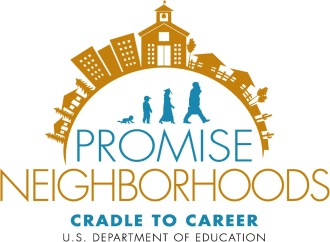 PROMISE
NEIGHBORHOODS
CRADLE TO CAREER
U.S. DEPARTMENT OF EDUCATION